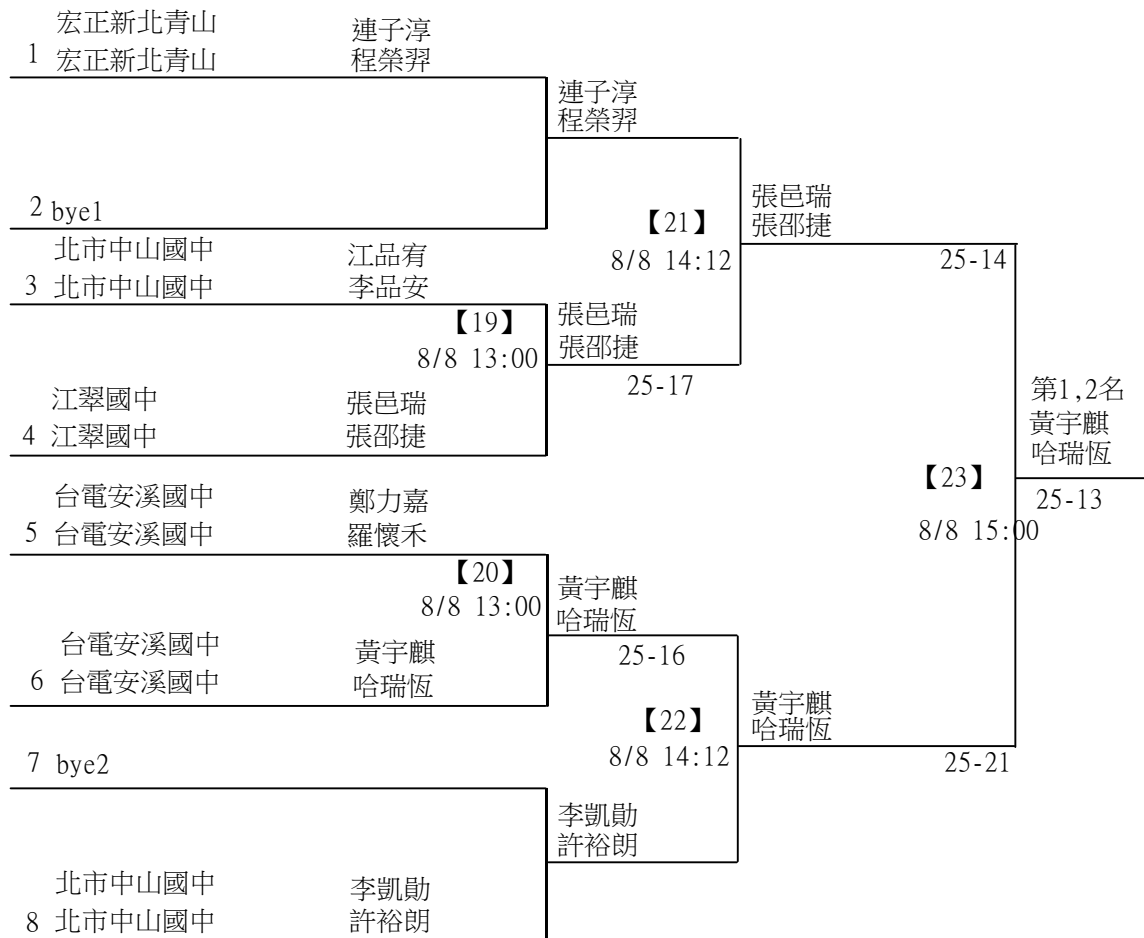 宏正新北青山 連子淳
1 宏正新北青山 程榮羿
連子淳
程榮羿
2 bye1
張邑瑞
【21】 張邵捷
北市中山國中 江品宥
8/8 14:12 25-14
3 北市中山國中 李品安
【19】 張邑瑞
8/8 13:00 張邵捷
25-17
江翠國中 張邑瑞
4 江翠國中 張邵捷
第1,2名
黃宇麒
哈瑞恆
【23】
25-13
8/8 15:00
台電安溪國中 鄭力嘉
5 台電安溪國中 羅懷禾
【20】 黃宇麒
8/8 13:00 哈瑞恆
25-16
台電安溪國中 黃宇麒
6 台電安溪國中 哈瑞恆
黃宇麒
【22】 哈瑞恆
8/8 14:12 25-21
7 bye2
李凱勛
許裕朗
北市中山國中 李凱勛
8 北市中山國中 許裕朗